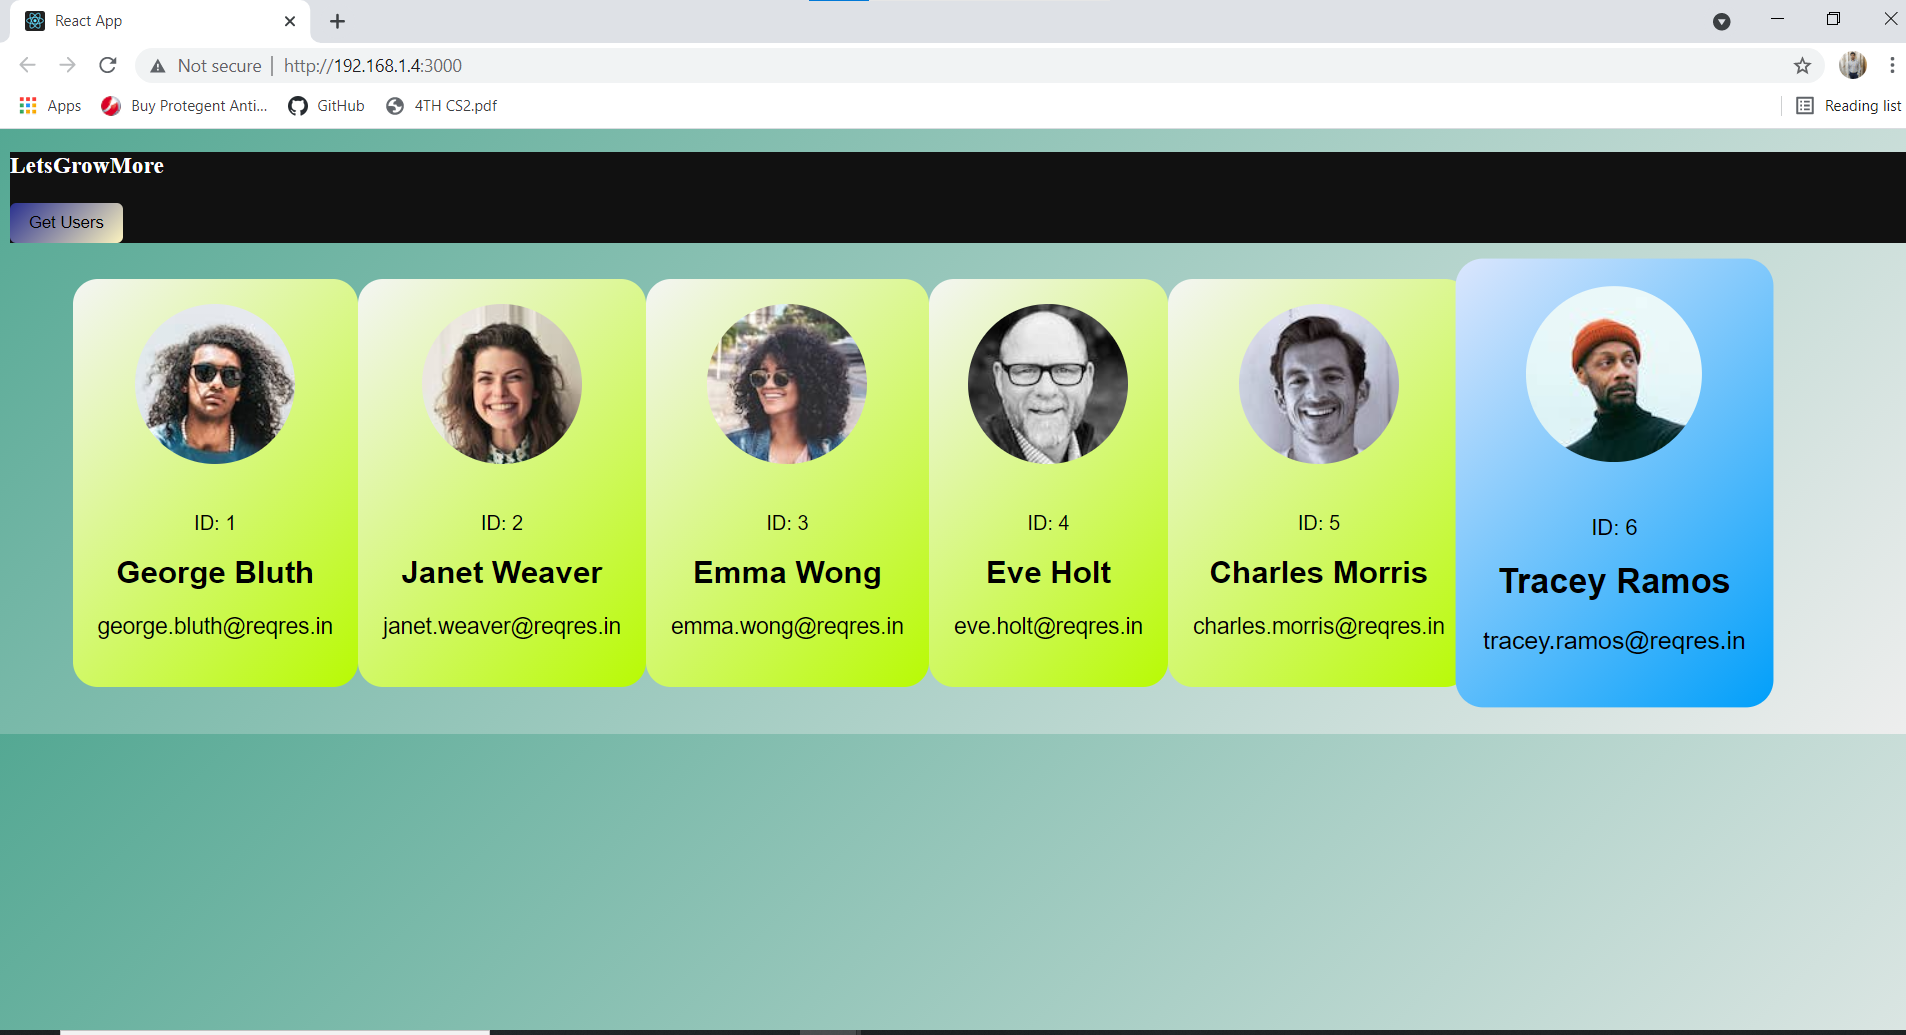 React App
Not secure | http://192.168.1.4:3000
Apps Buy Protegent Anti... GitHub 4TH CS2.pdf Reading list
LetsGrowMore
Get Users
ID: 1
George Bluth
george.bluth@reqres.in
ID: 2
Janet Weaver
janet.weaver@reqres.in
ID: 3
Emma Wong
emma.wong@reqres.in
ID: 4
Eve Holt
eve.holt@reqres.in
ID: 5
Charles Morris
charles.morris@reqres.in
ID: 6
Tracey Ramos
tracey.ramos@reqres.in